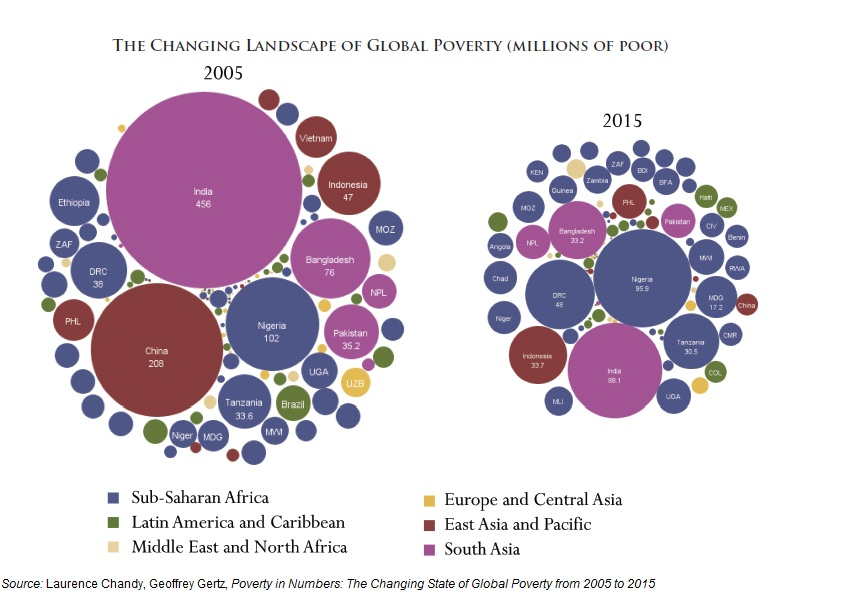 The Changing Landscape of Global Poverty (millions of poor)
2005
India
456
Vietnam
Indonesia
47
Ethiopia
MOZ
ZAF
Bangladesh
76
DRC
38
NPL
PHL
Nigeria
102
Pakistan
35.2
China
208
UGA
UZB
Tanzania
33.6
Brazil
Niger
MDG
MWI
2015
KEN
ZAF
BDI
BFA
Zambia
Guinea
MOZ
PHL
Haiti
MEX
Pakistan
Bangladesh
33.2
CIV
Benin
Angola
NPL
MWI
RWA
Chad
Nigeria
95.9
DRC
48
MDG
17.2
China
Niger
CMR
Tanzania
30.5
Indonesia
33.7
India
88.1
COL
UGA
MLI
Sub-Saharan Africa
Latin America and Caribbean
Middle East and North Africa
Europe and Central Asia
East Asia and Pacific
South Asia
Source: Laurence Chandy, Geoffrey Gertz, Poverty in Numbers: The Changing State of Global Poverty from 2005 to 2015